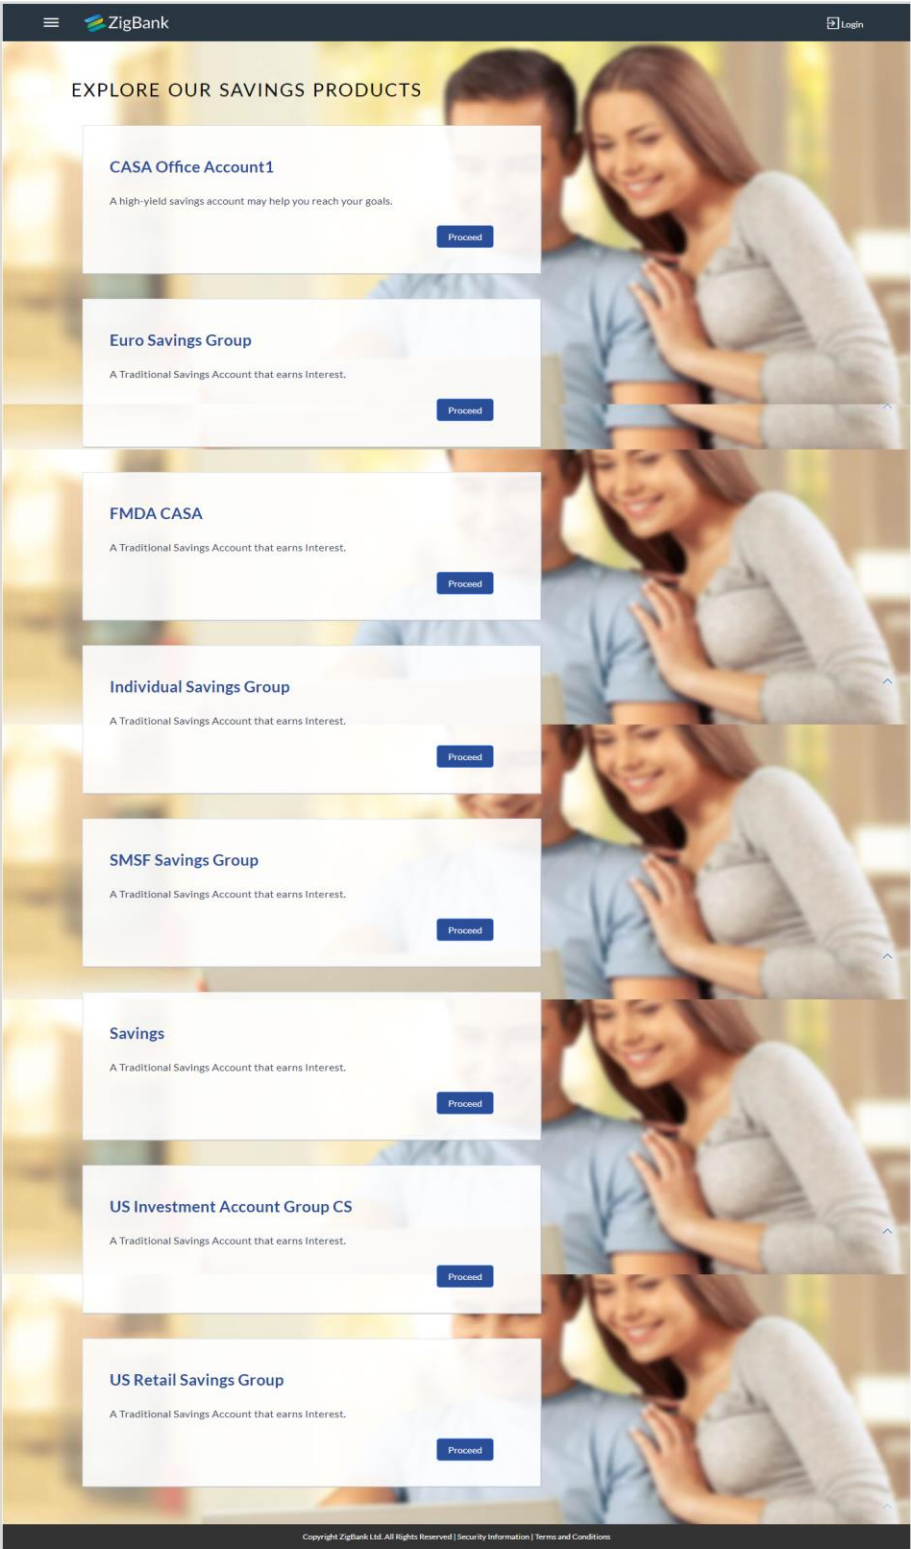 ZigBank
Login
EXPLORE OUR SAVINGS PRODUCTS
CASA Office Account1
A high-yield savings account may help you reach your goals.
Proceed
Euro Savings Group
A Traditional Savings Account that earns Interest.
Proceed
FMDA CASA
A Traditional Savings Account that earns Interest.
Proceed
Individual Savings Group
A Traditional Savings Account that earns Interest.
Proceed
SMSF Savings Group
A Traditional Savings Account that earns Interest.
Proceed
Savings
A Traditional Savings Account that earns Interest.
Proceed
US Investment Account Group CS
A Traditional Savings Account that earns Interest.
Proceed
US Retail Savings Group
A Traditional Savings Account that earns Interest.
Proceed
Copyright ZigBank Ltd. All Rights Reserved | Security Information | Terms and Conditions